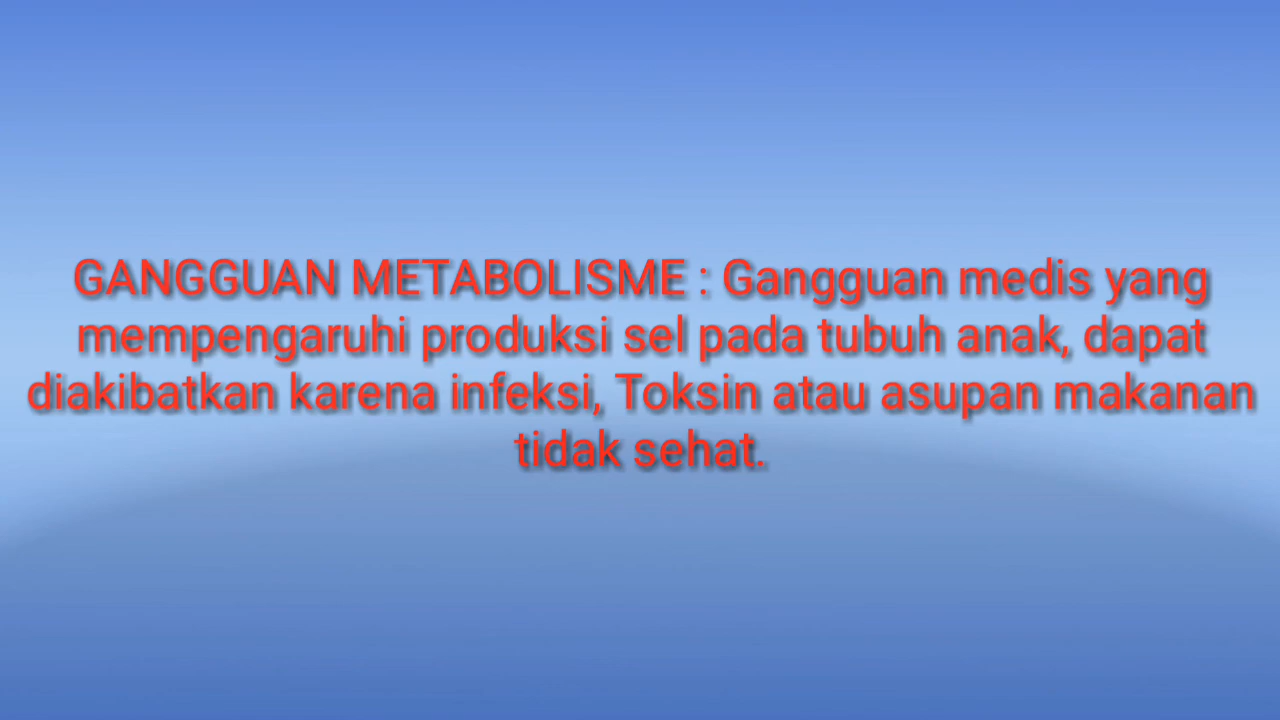 GANGGUAN METABOLISME : Gangguan medis yang
mempengaruhi produksi sel pada tubuh anak, dapat
diakibatkan karena infeksi, Toksin atau asupan makanan
tidak sehat.